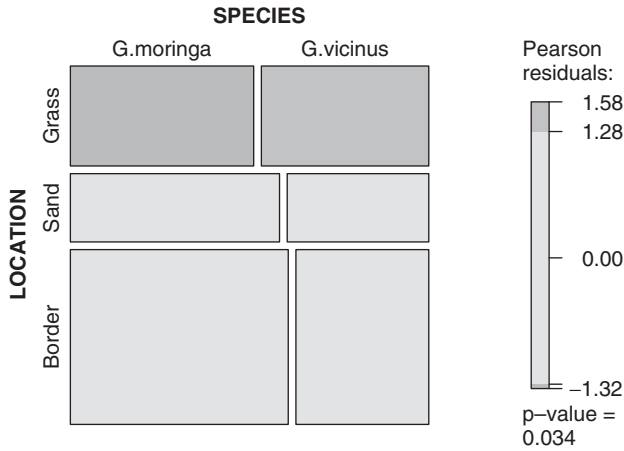 SPECIES
G.moringa G.vicinus
Grass
Sand
Border
LOCATION
Pearson
residuals:
1.58
1.28
0.00
−1.32
p–value =
0.034